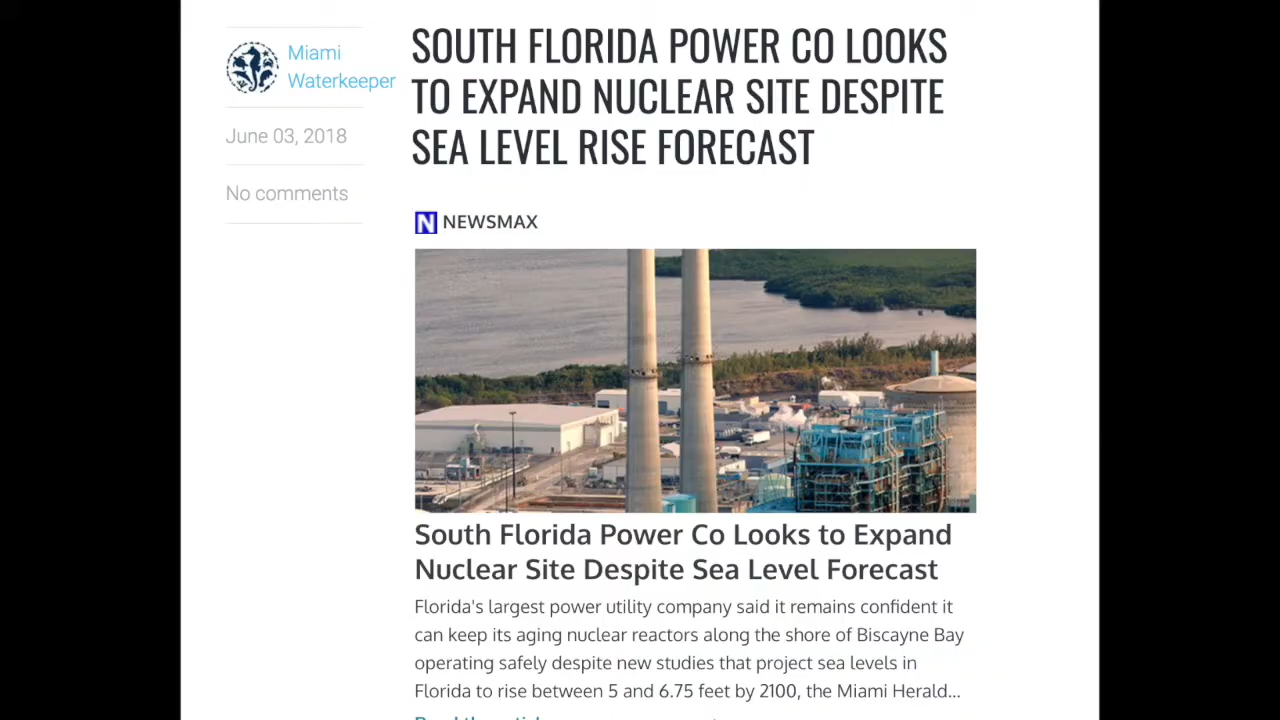 Miami
Waterkeeper
June 03, 2018
No comments
SOUTH FLORIDA POWER CO LOOKS
TO EXPAND NUCLEAR SITE DESPITE
SEA LEVEL RISE FORECAST
N NEWSMAX
South Florida Power Co Looks to Expand
Nuclear Site Despite Sea Level Forecast
Florida's largest power utility company said it remains confident it
can keep its aging nuclear reactors along the shore of Biscayne Bay
operating safely despite new studies that project sea levels in
Florida to rise between 5 and 6.75 feet by 2100, the Miami Herald...